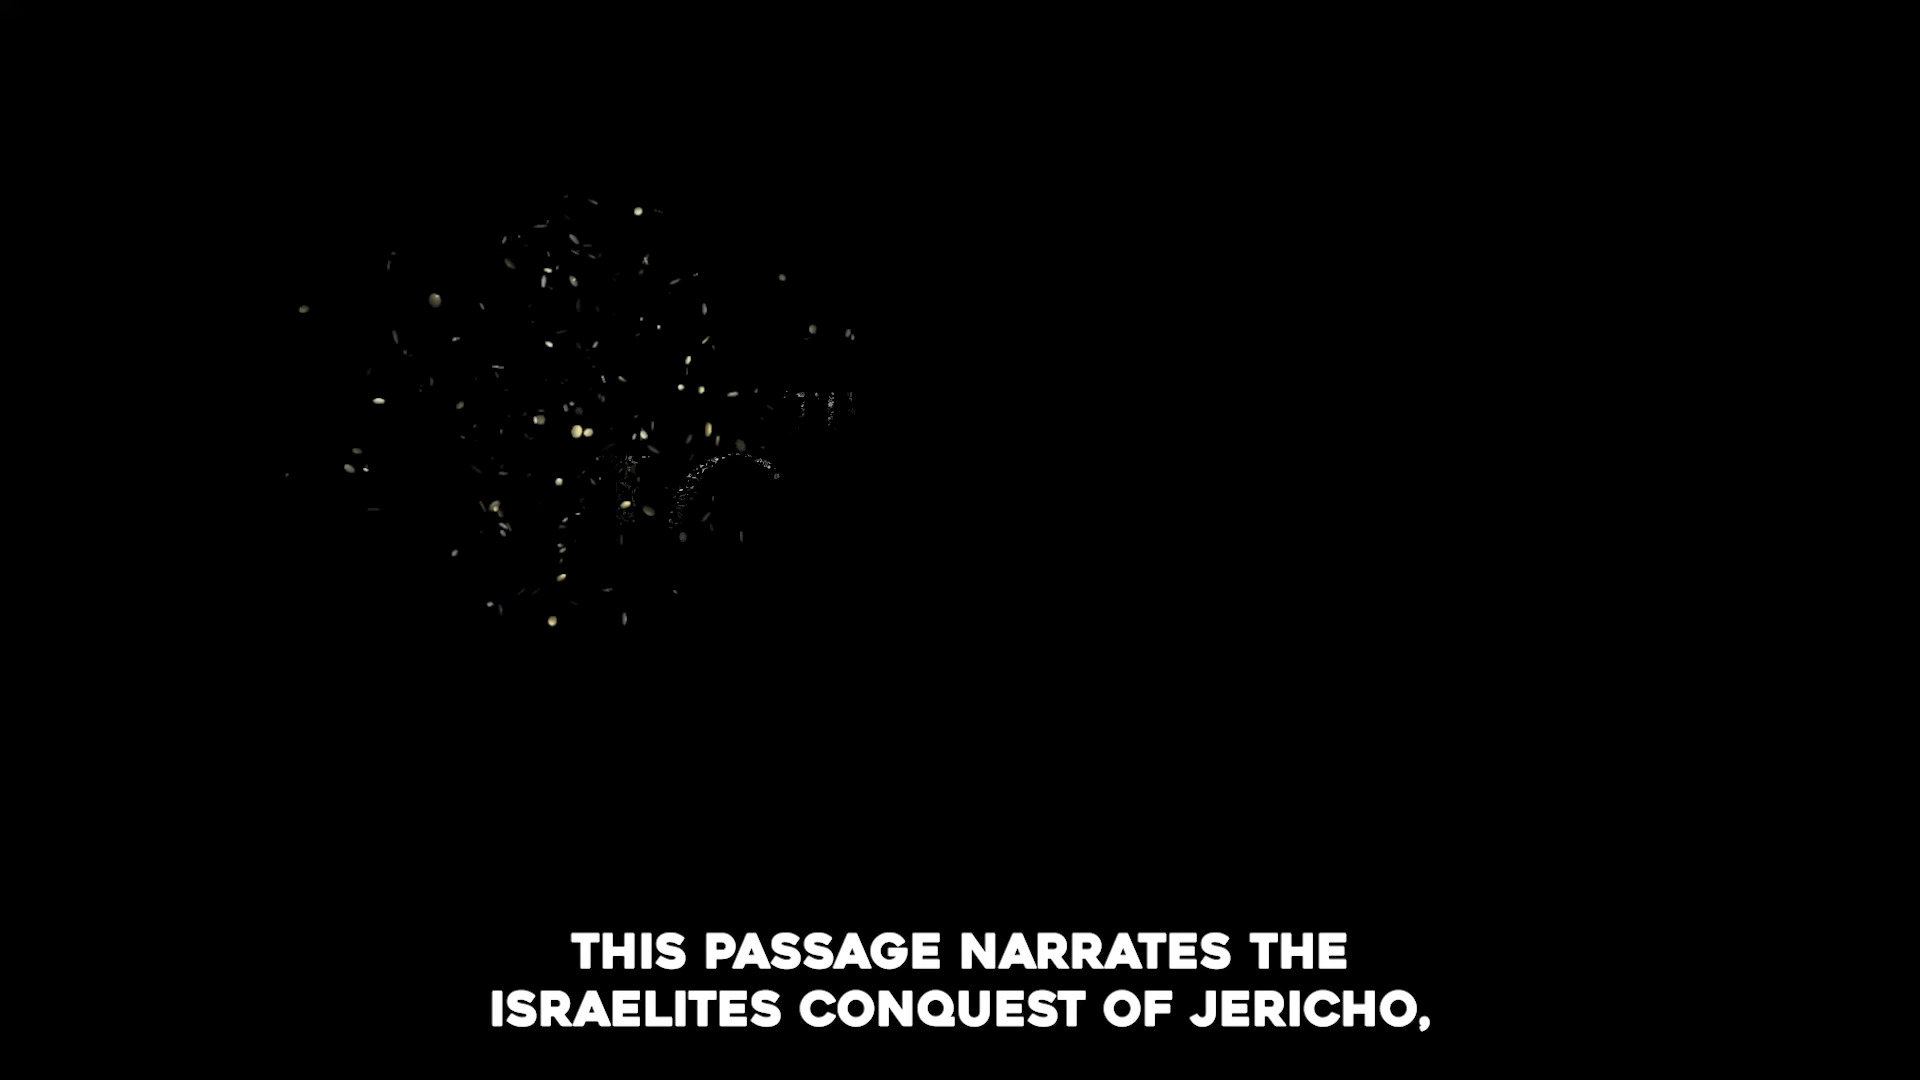 THIS PASSAGE NARRATES THE
ISRAELITES CONQUEST OF JERICHO,